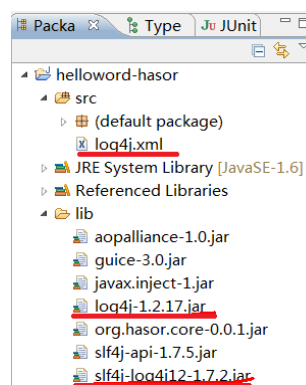 Packa Type JUnit
helloword-hasor
src
(default package)
log4j.xml
JRE System Library [JavaSE-1.6]
Referenced Libraries
lib
aopalliance-1.0.jar
guice-3.0.jar
javax.inject-1.jar
log4j-1.2.17.jar
org.hasor.core-0.0.1.jar
slf4j-api-1.7.5.jar
slf4j-log4j12-1.7.2.jar